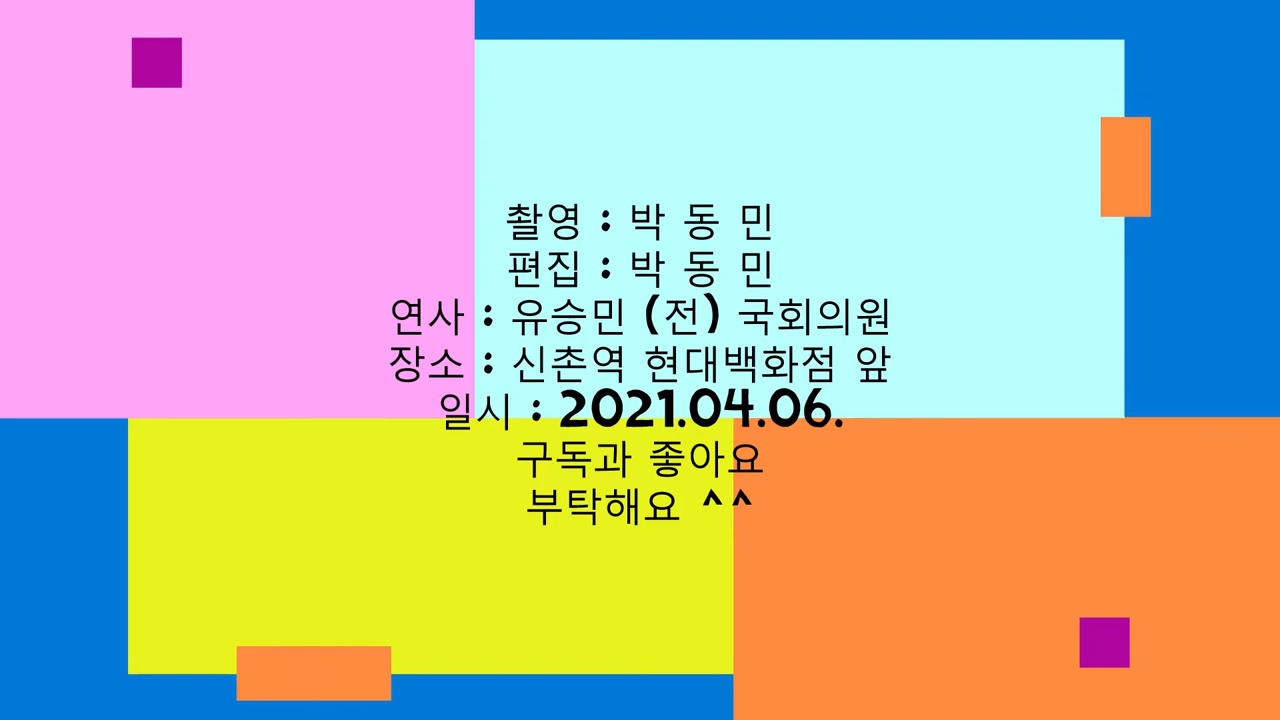 촬영 : 박 동 민
편집 : 박 동 민
연사 : 유승민 (전) 국회의원
장소 : 신촌역 현대백화점 앞
일시 : 2021.04.06.
구독과 좋아요
부탁해요 ^^